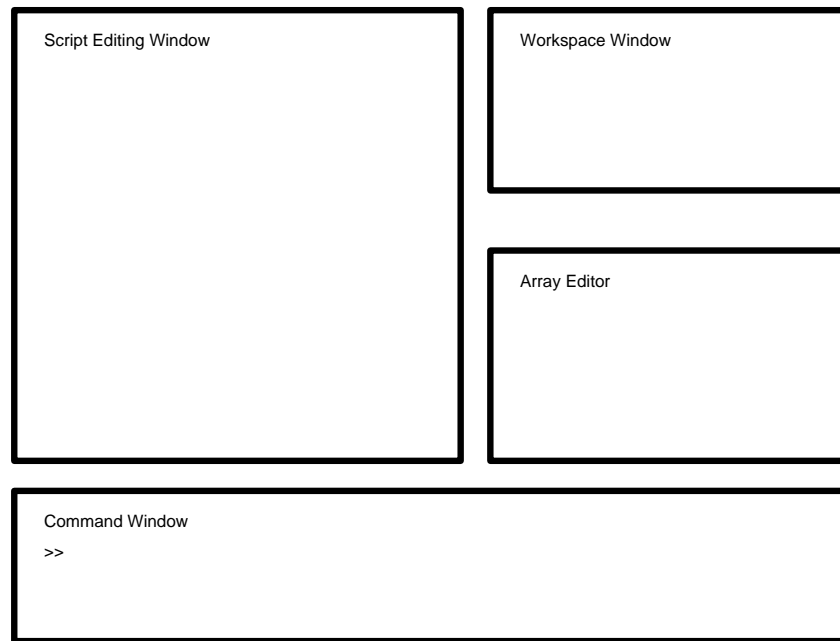 Script Editing Window
Workspace Window
Array Editor
Command Window
>>